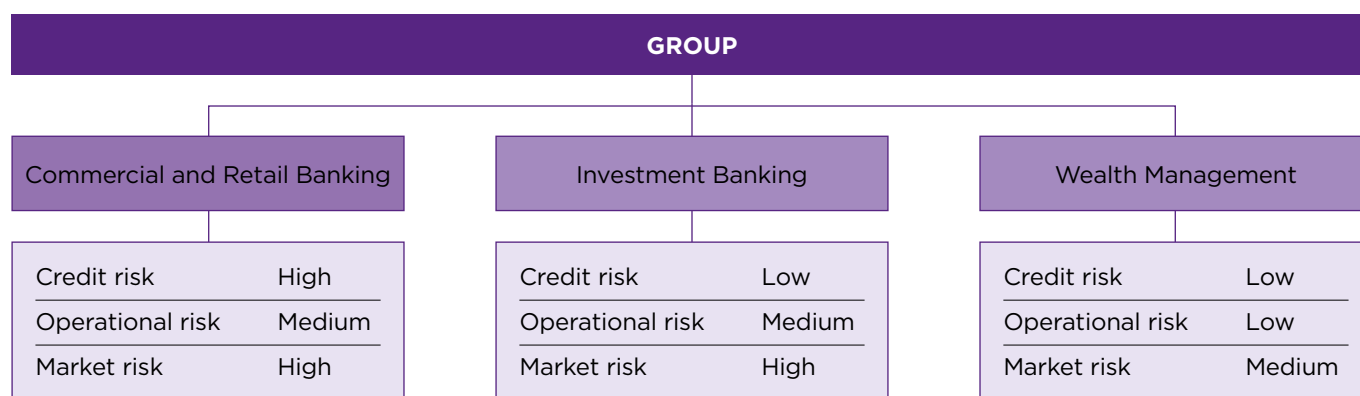 GROUP
Commercial and Retail Banking
Credit risk High
Operational risk Medium
Market risk High
Investment Banking
Credit risk Low
Operational risk Medium
Market risk High
Wealth Management
Credit risk Low
Operational risk Low
Market risk Medium